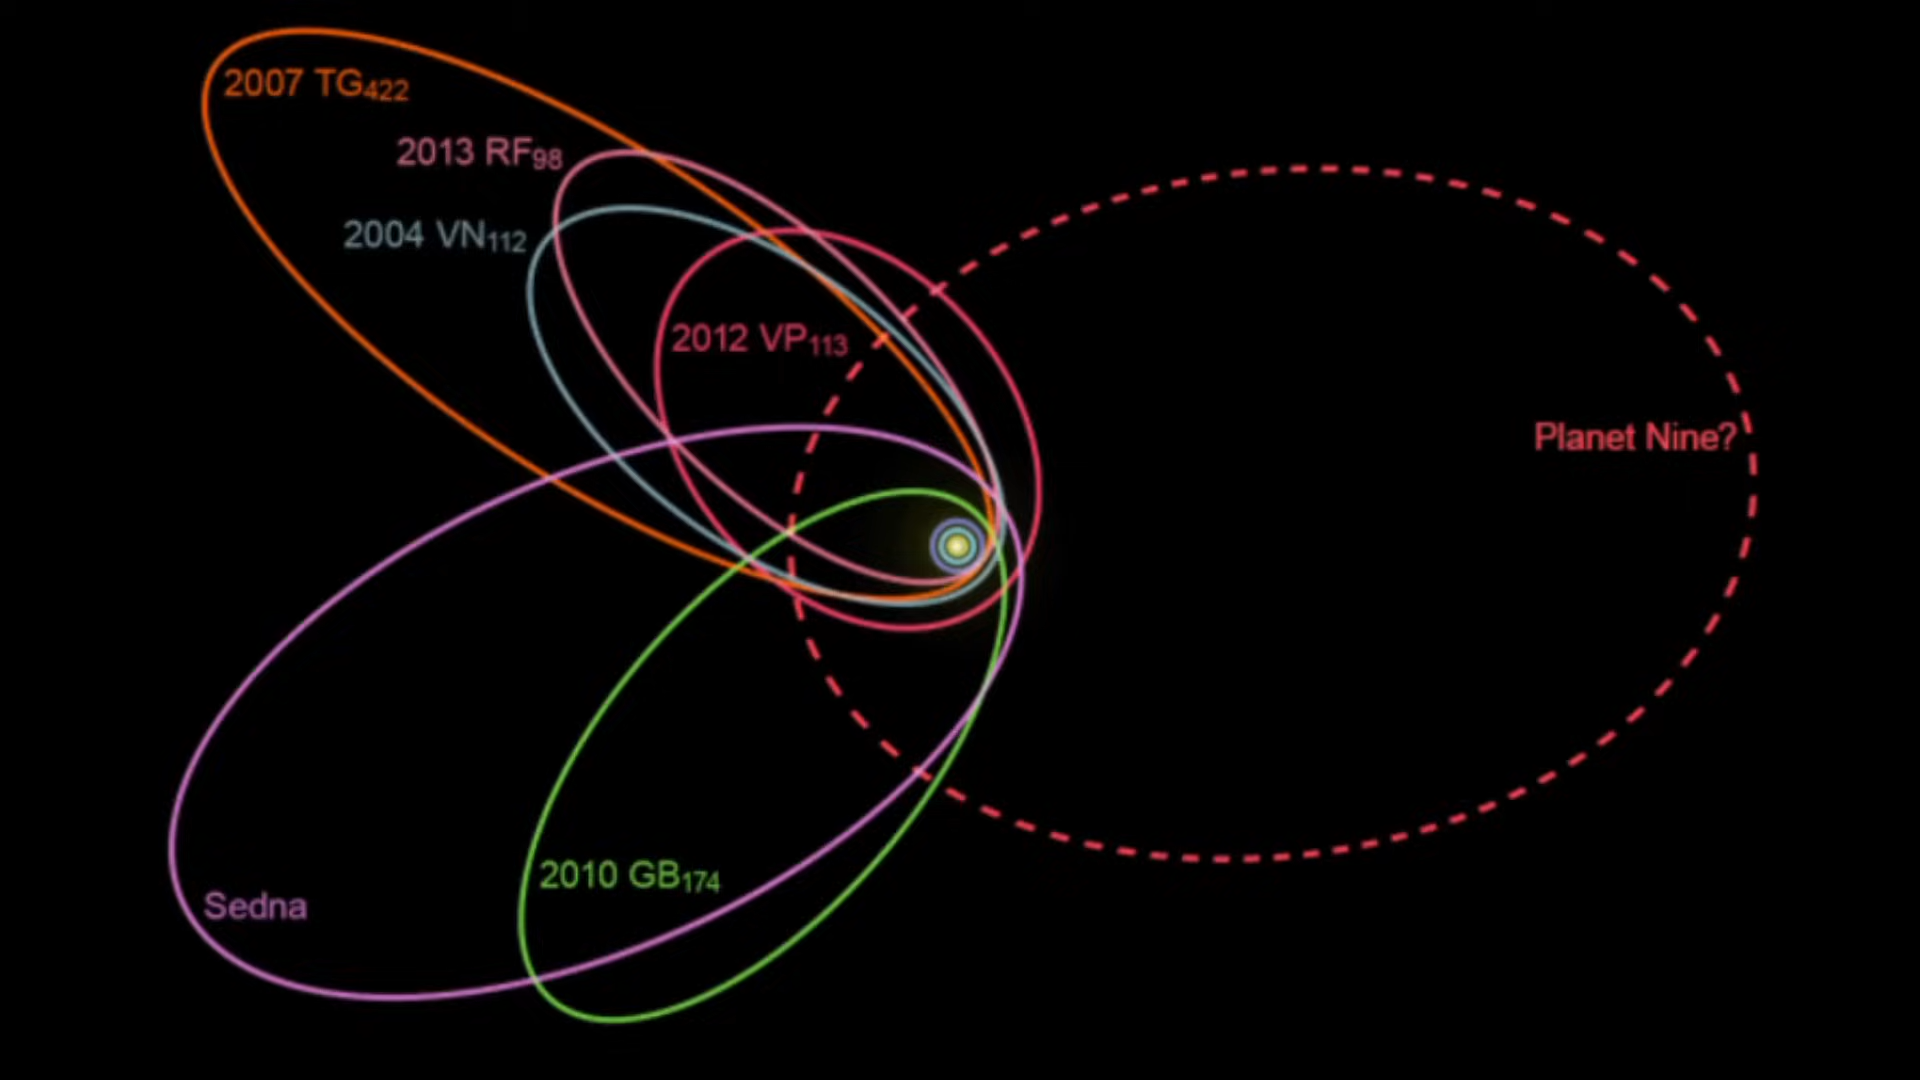 2007 TG₄₂₂
2013 RF₉₈
2004 VN₁₁₂
2012 VP₁₁₃
Planet Nine?
2010 GB₁₇₄
Sedna